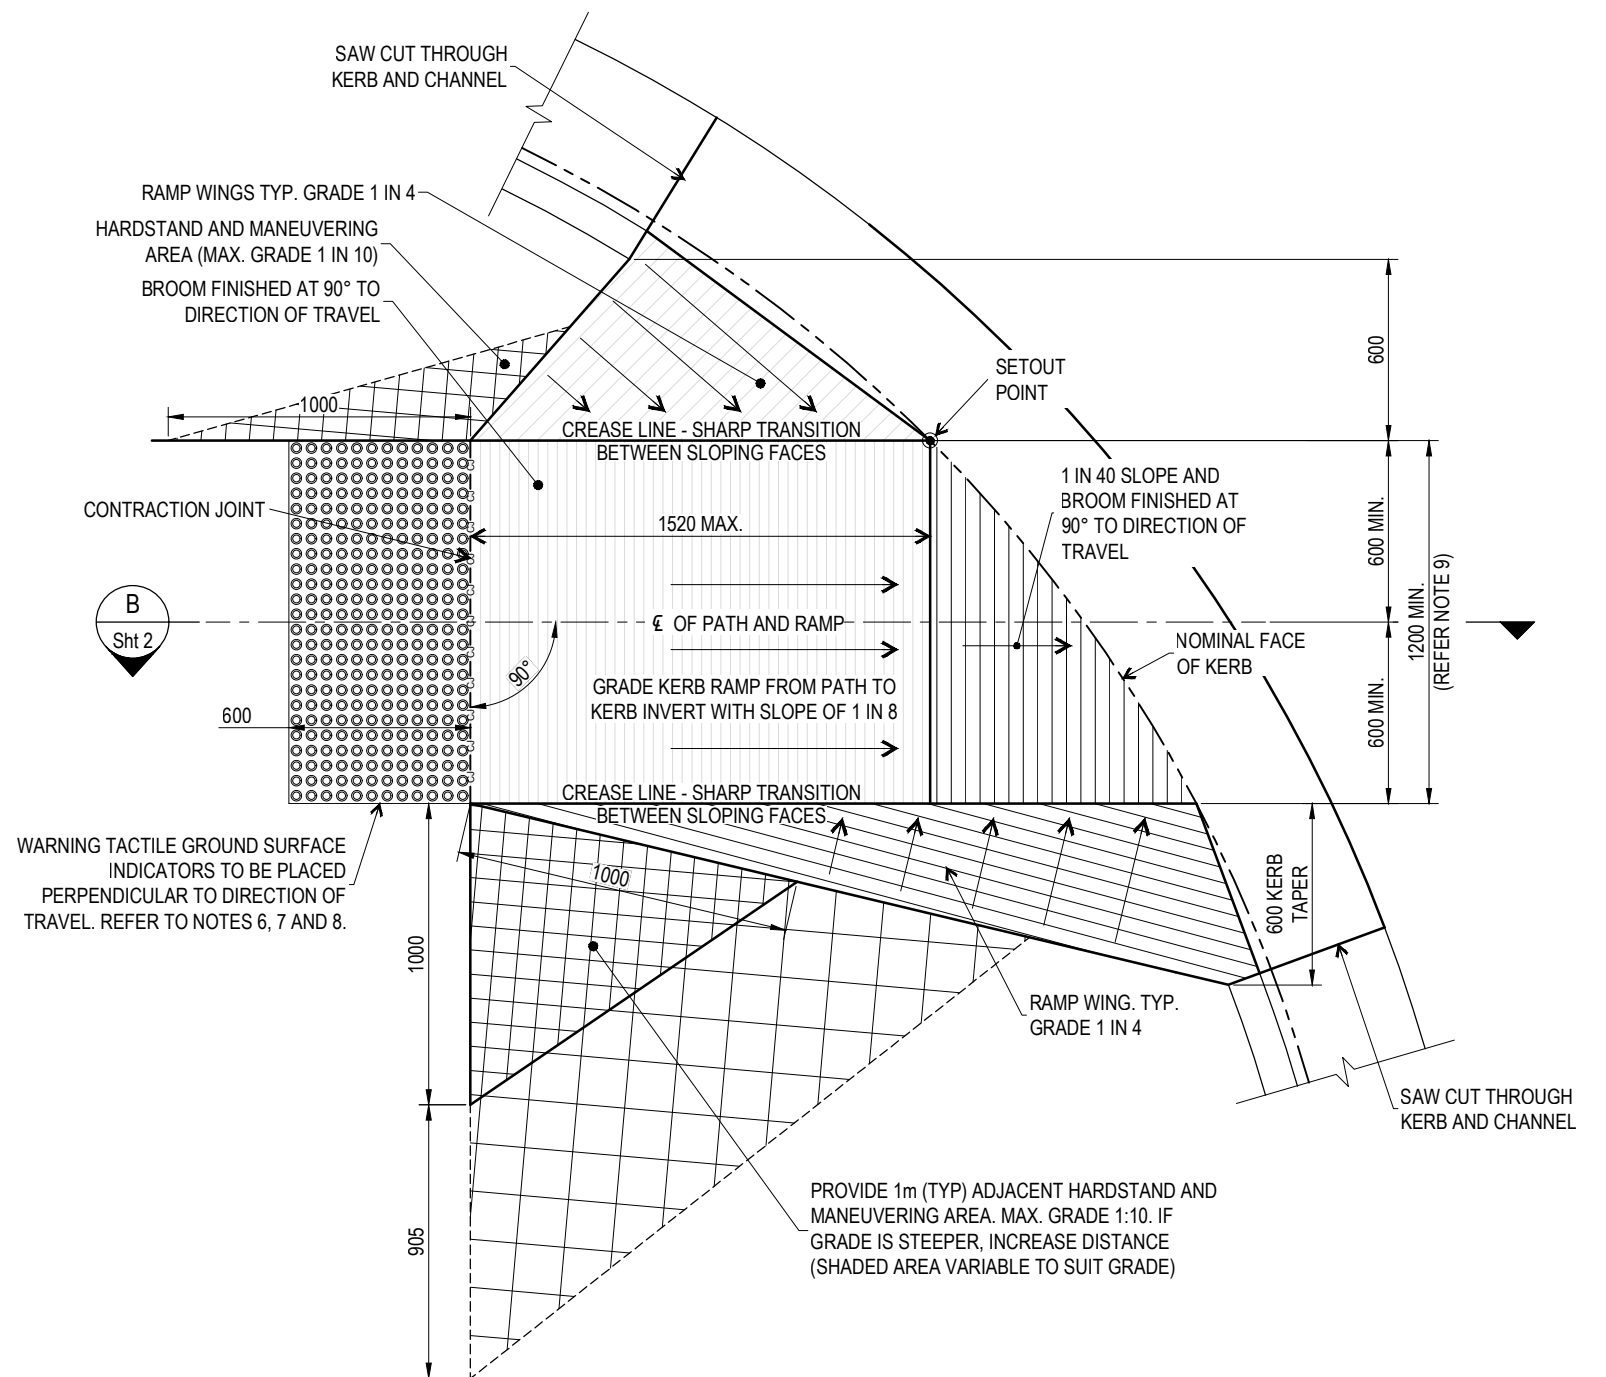 SAW CUT THROUGH
KERB AND CHANNEL
RAMP WINGS TYP. GRADE 1 IN 4
HARDSTAND AND MANEUVERING
AREA (MAX. GRADE 1 IN 10)
BROOM FINISHED AT 90° TO
DIRECTION OF TRAVEL
1000
CREASE LINE - SHARP TRANSITION
BETWEEN SLOPING FACES
SETOUT
POINT
600
1 IN 40 SLOPE AND
BROOM FINISHED AT
90° TO DIRECTION OF
TRAVEL
CONTRACTION JOINT
1520 MAX.
600 MIN.
1200 MIN.
(REFER NOTE 9)
600 MIN.
B
Sht 2
℄ OF PATH AND RAMP
90°
NOMINAL FACE
OF KERB
GRADE KERB RAMP FROM PATH TO
KERB INVERT WITH SLOPE OF 1 IN 8
600
CREASE LINE - SHARP TRANSITION
BETWEEN SLOPING FACES
WARNING TACTILE GROUND SURFACE
INDICATORS TO BE PLACED
PERPENDICULAR TO DIRECTION OF
TRAVEL. REFER TO NOTES 6, 7 AND 8.
1000
1000
600 KERB
TAPER
RAMP WING. TYP.
GRADE 1 IN 4
SAW CUT THROUGH
KERB AND CHANNEL
905
PROVIDE 1m (TYP) ADJACENT HARDSTAND AND
MANEUVERING AREA. MAX. GRADE 1:10. IF
GRADE IS STEEPER, INCREASE DISTANCE
(SHADED AREA VARIABLE TO SUIT GRADE)